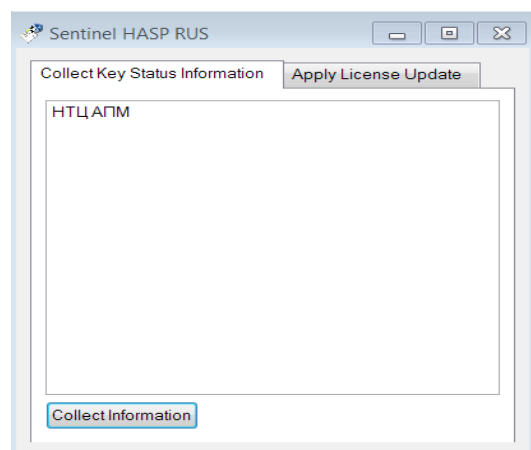 Sentinel HASP RUS
Collect Key Status Information
Apply License Update
НТЦ АПМ
Collect Information